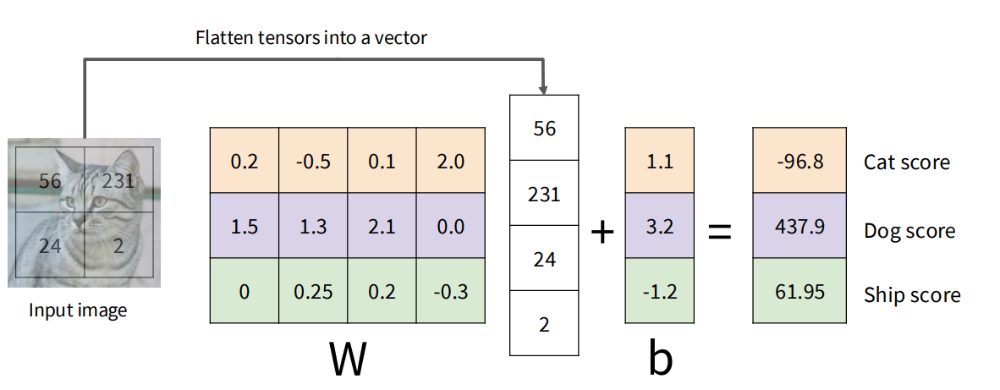 Flatten tensors into a vector
56 231
24 2
Input image
0.2 -0.5 0.1 2.0
1.5 1.3 2.1 0.0
0 0.25 0.2 -0.3
W
56
231
24
2
+
1.1
3.2
-1.2
b
=
-96.8 Cat score
437.9 Dog score
61.95 Ship score